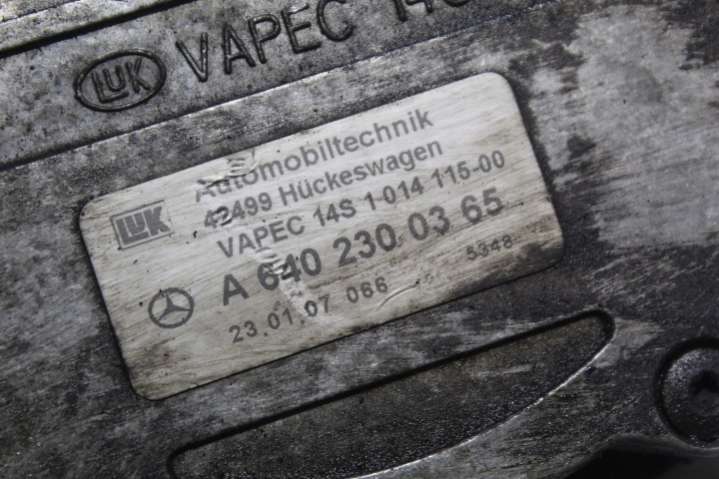 LUK VAPEC
LUK
Automobiltechnik
42499 Hückeswagen
VAPEC 14S 1-014 115-00
A 640 230 03 65
23.01.07 066 5348